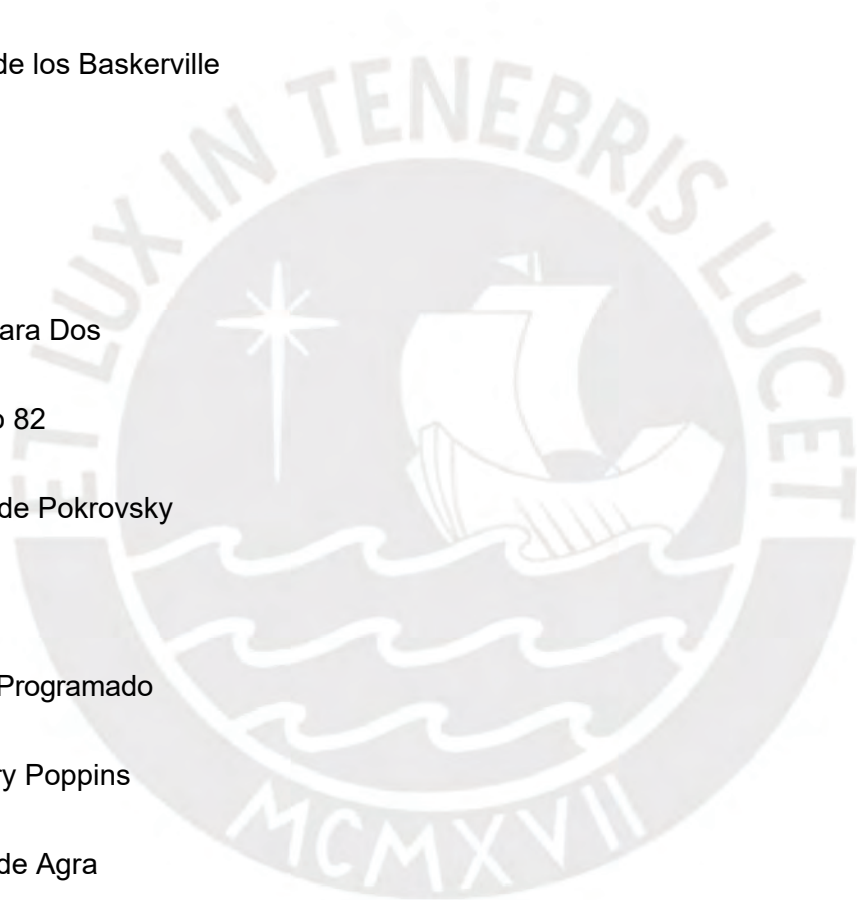 de los Baskerville
ET LUX IN TENEBRIS LUCET
ara Dos
82
de Pokrovsky
Programado
ry Poppins
MCMXVII
de Agra